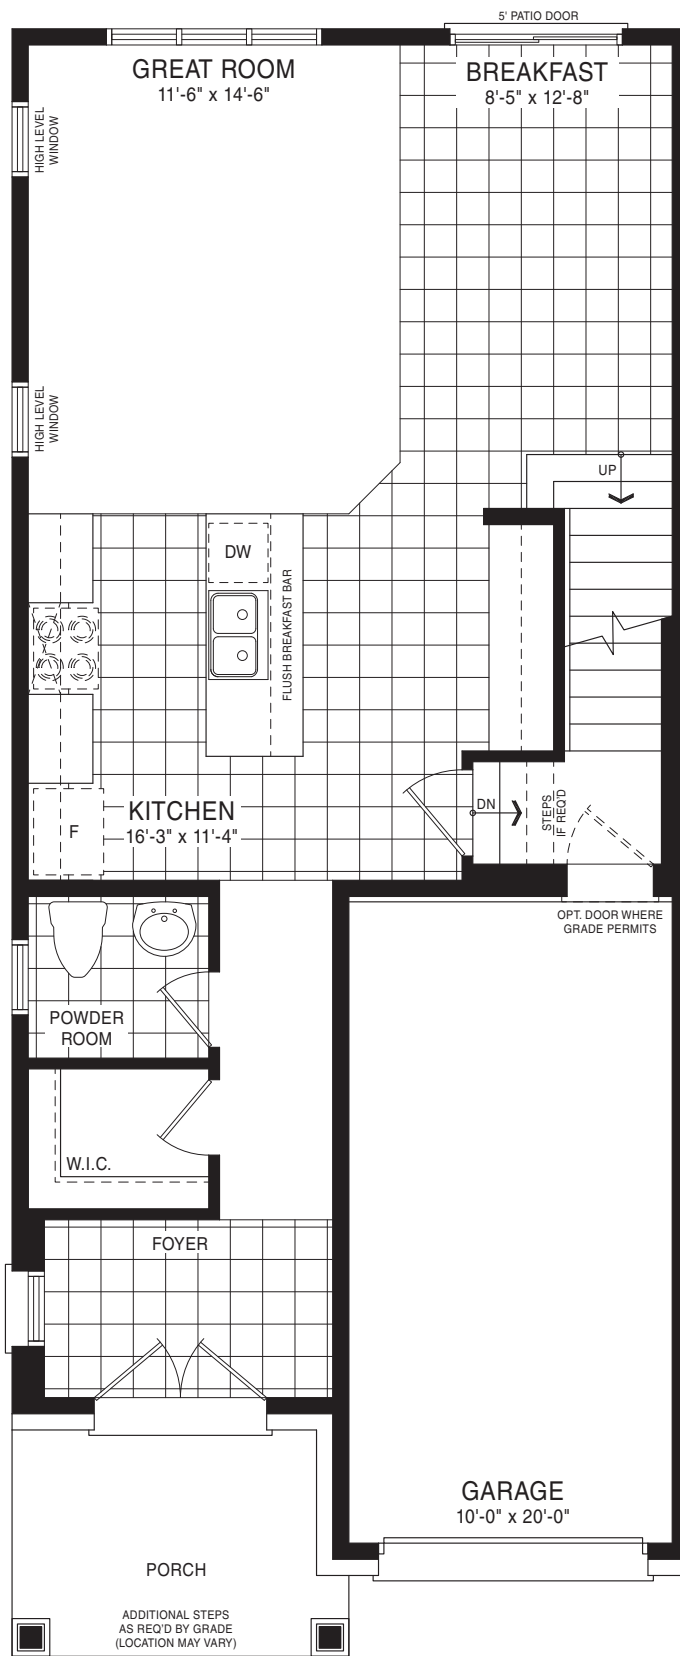 5' PATIO DOOR
GREAT ROOM
11'-6" x 14'-6"
BREAKFAST
8'-5" x 12'-8"
HIGH LEVEL
WINDOW
HIGH LEVEL
WINDOW
UP
DW
FLUSH BREAKFAST BAR
KITCHEN
16'-3" x 11'-4"
F
DN
STEPS
IF REQ'D
OPT. DOOR WHERE
GRADE PERMITS
POWDER
ROOM
W.I.C.
FOYER
GARAGE
10'-0" x 20'-0"
PORCH
ADDITIONAL STEPS
AS REQ'D BY GRADE
(LOCATION MAY VARY)